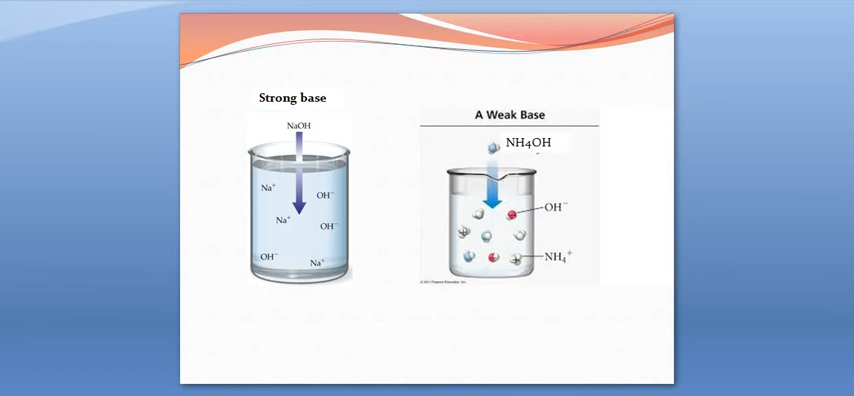 Strong base
NaOH
Na⁺
OH⁻
Na⁺
OH⁻
OH⁻
Na⁺
A Weak Base
NH4OH
OH⁻
NH₄⁺